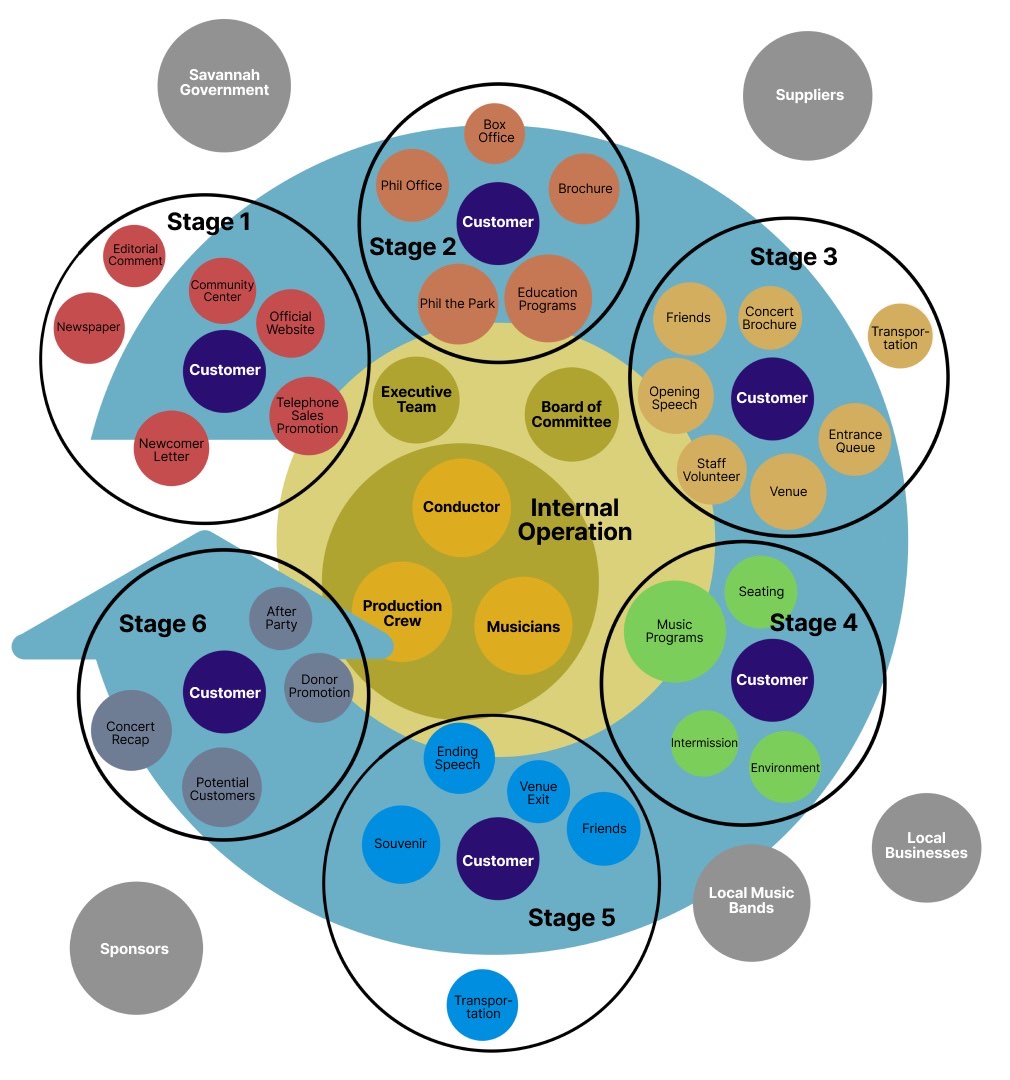 Savannah
Government
Suppliers
Stage 1
Editorial
Comment
Community
Center
Newspaper
Official
Website
Customer
Telephone
Sales
Promotion
Newcomer
Letter
Box
Office
Phil Office
Brochure
Customer
Stage 2
Phil the Park
Education
Programs
Stage 3
Friends
Concert
Brochure
Transpor-
tation
Opening
Speech
Customer
Entrance
Queue
Staff
Volunteer
Venue
Executive
Team
Board of
Committee
Conductor
Internal
Operation
Production
Crew
Musicians
Seating
Stage 4
Music
Programs
Customer
Intermission
Environment
Ending
Speech
Venue
Exit
Souvenir
Friends
Customer
Stage 5
Transpor-
tation
Stage 6
After
Party
Customer
Donor
Promotion
Concert
Recap
Potential
Customers
Local
Businesses
Local Music
Bands
Sponsors